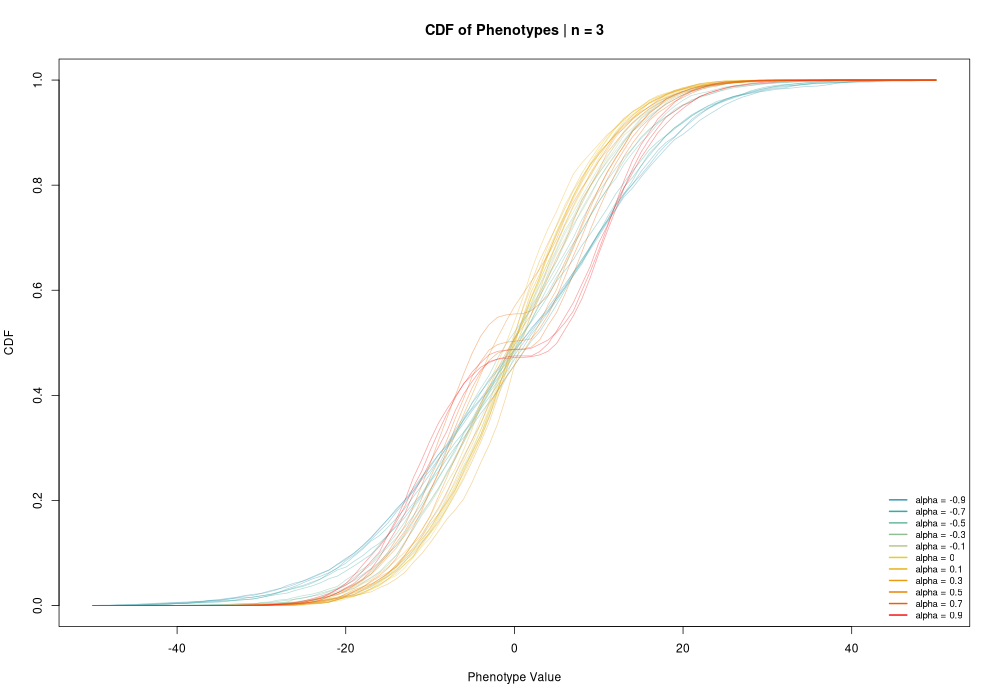 CDF of Phenotypes | n = 3
CDF
1.0
0.8
0.6
0.4
0.2
0.0
-40
-20
0
20
40
Phenotype Value
alpha = -0.9
alpha = -0.7
alpha = -0.5
alpha = -0.3
alpha = -0.1
alpha = 0
alpha = 0.1
alpha = 0.3
alpha = 0.5
alpha = 0.7
alpha = 0.9